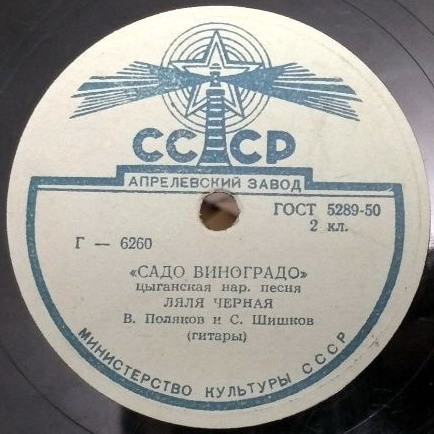 СССР
АПРЕЛЕВСКИЙ ЗАВОД
ГОСТ 5289-50
2 кл.
Г — 6260
«САДО ВИНОГРАДО»
цыганская нар. песня
ЛЯЛЯ ЧЕРНАЯ
В. Поляков и С. Шишков
(гитары)
МИНИСТЕРСТВО КУЛЬТУРЫ СССР